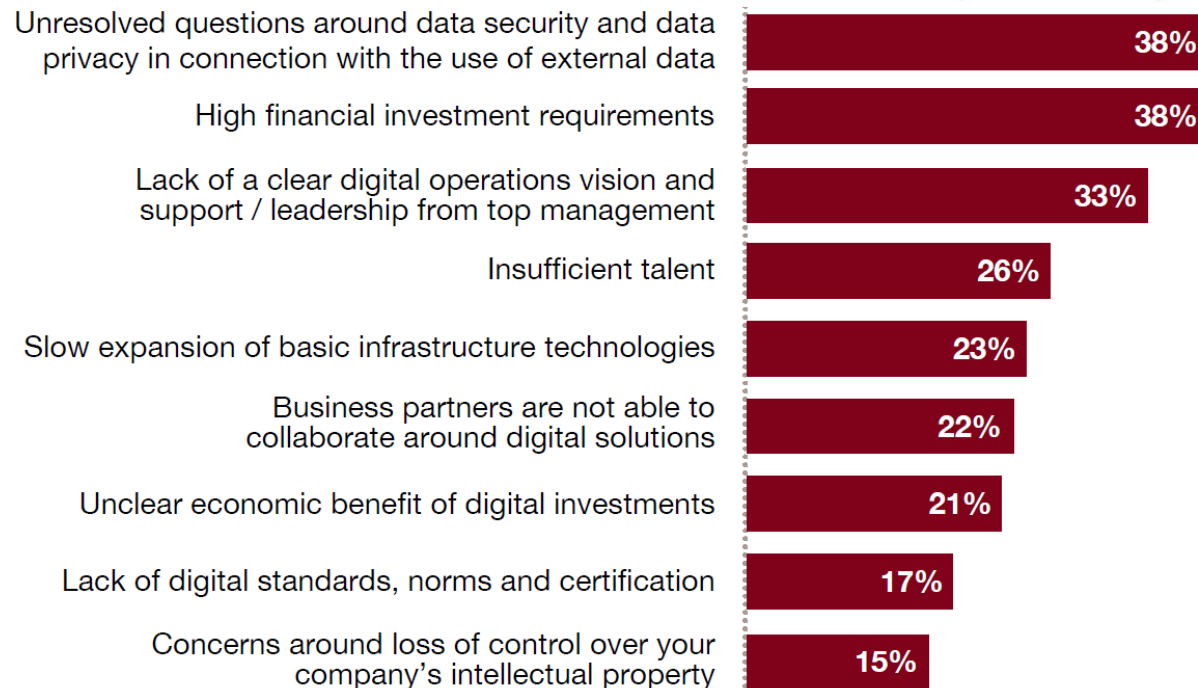 Unresolved questions around data security and data
privacy in connection with the use of external data
38%
High financial investment requirements
38%
Lack of a clear digital operations vision and
support / leadership from top management
33%
Insufficient talent
26%
Slow expansion of basic infrastructure technologies
23%
Business partners are not able to
collaborate around digital solutions
22%
Unclear economic benefit of digital investments
21%
Lack of digital standards, norms and certification
17%
Concerns around loss of control over your
company’s intellectual property
15%